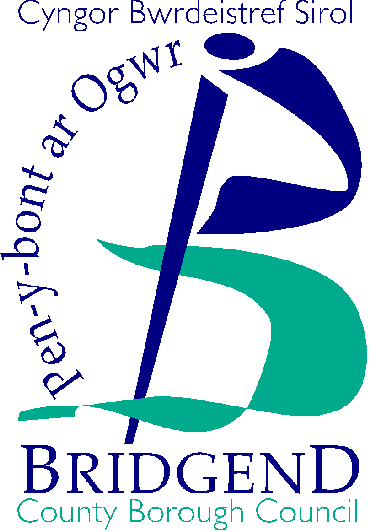 Cyngor Bwrdeistref Sirol
Pen-y-bont ar Ogwr
BRIDGEND
County Borough Council